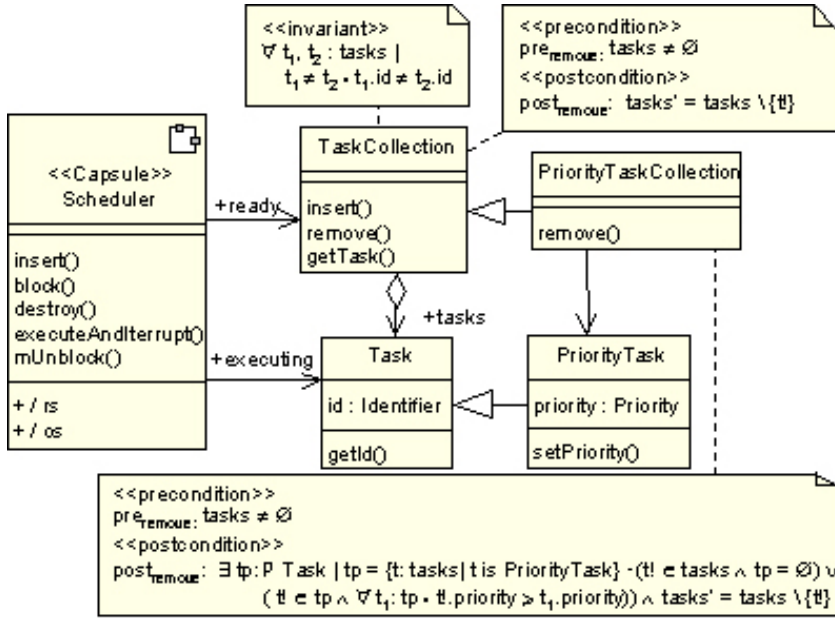 <<invariant>>
∀ t1, t2 : tasks |
t1 ≠ t2 • t1.id ≠ t2.id
<<precondition>>
preremove: tasks ≠ Ø
<<postcondition>>
postremove: tasks' = tasks \{t!}
<<Capsule>>
Scheduler
insert()
block()
destroy()
executeAndIterrupt()
mUnblock()
+ / rs
+ / os
+ready
+executing
TaskCollection
insert()
remove()
getTask()
PriorityTaskCollection
remove()
+tasks
Task
id : Identifier
getId()
PriorityTask
priority : Priority
setPriority()
<<precondition>>
preremove: tasks ≠ Ø
<<postcondition>>
postremove: ∃ tp: ℙ Task | tp = {t: tasks| t is PriorityTask} •(t! ∈ tasks ∧ tp = Ø) ∨
( t! ∈ tp ∧ ∀ t1: tp • t!.priority ⩾ t1.priority)) ∧ tasks' = tasks \{t!}